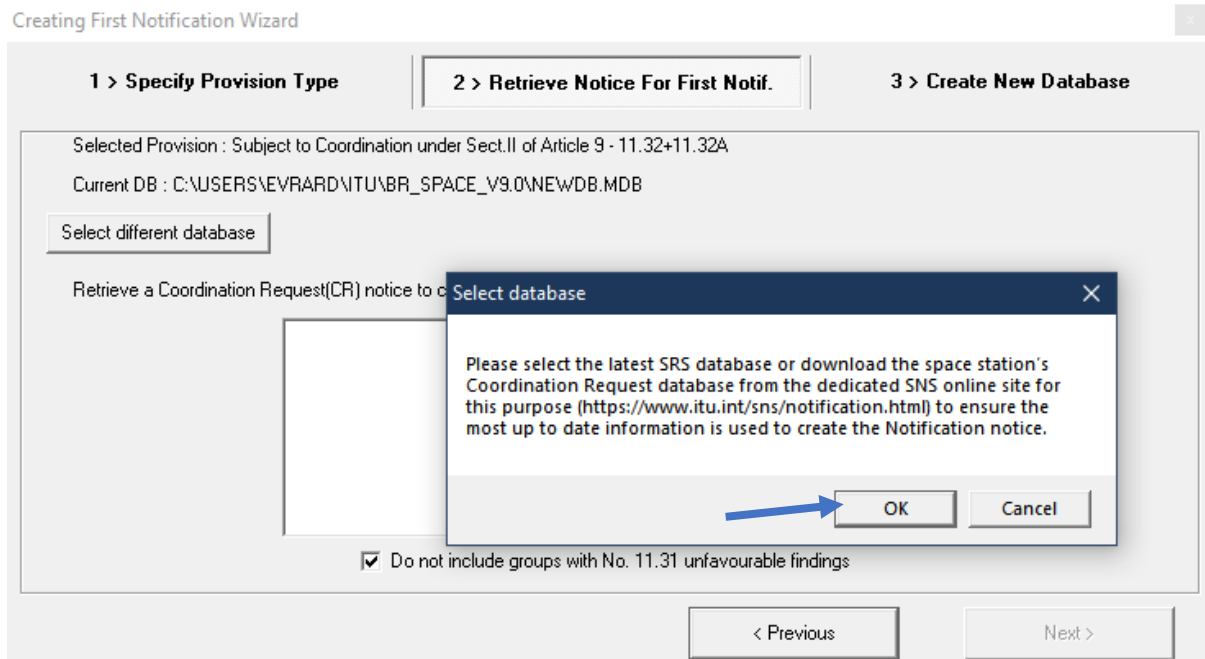 Creating First Notification Wizard
x
1 > Specify Provision Type
2 > Retrieve Notice For First Notif.
3 > Create New Database
Selected Provision : Subject to Coordination under Sect.II of Article 9 - 11.32+11.32A
Current DB : C:\USERS\EVRARD\ITU\BR_SPACE_V9.0\NEWDB.MDB
Select different database
Retrieve a Coordination Request(CR) notice to c
Select database
Please select the latest SRS database or download the space station's
Coordination Request database from the dedicated SNS online site for
this purpose (https://www.itu.int/sns/notification.html) to ensure the
most up to date information is used to create the Notification notice.
OK
Cancel
Do not include groups with No. 11.31 unfavourable findings
< Previous
Next >